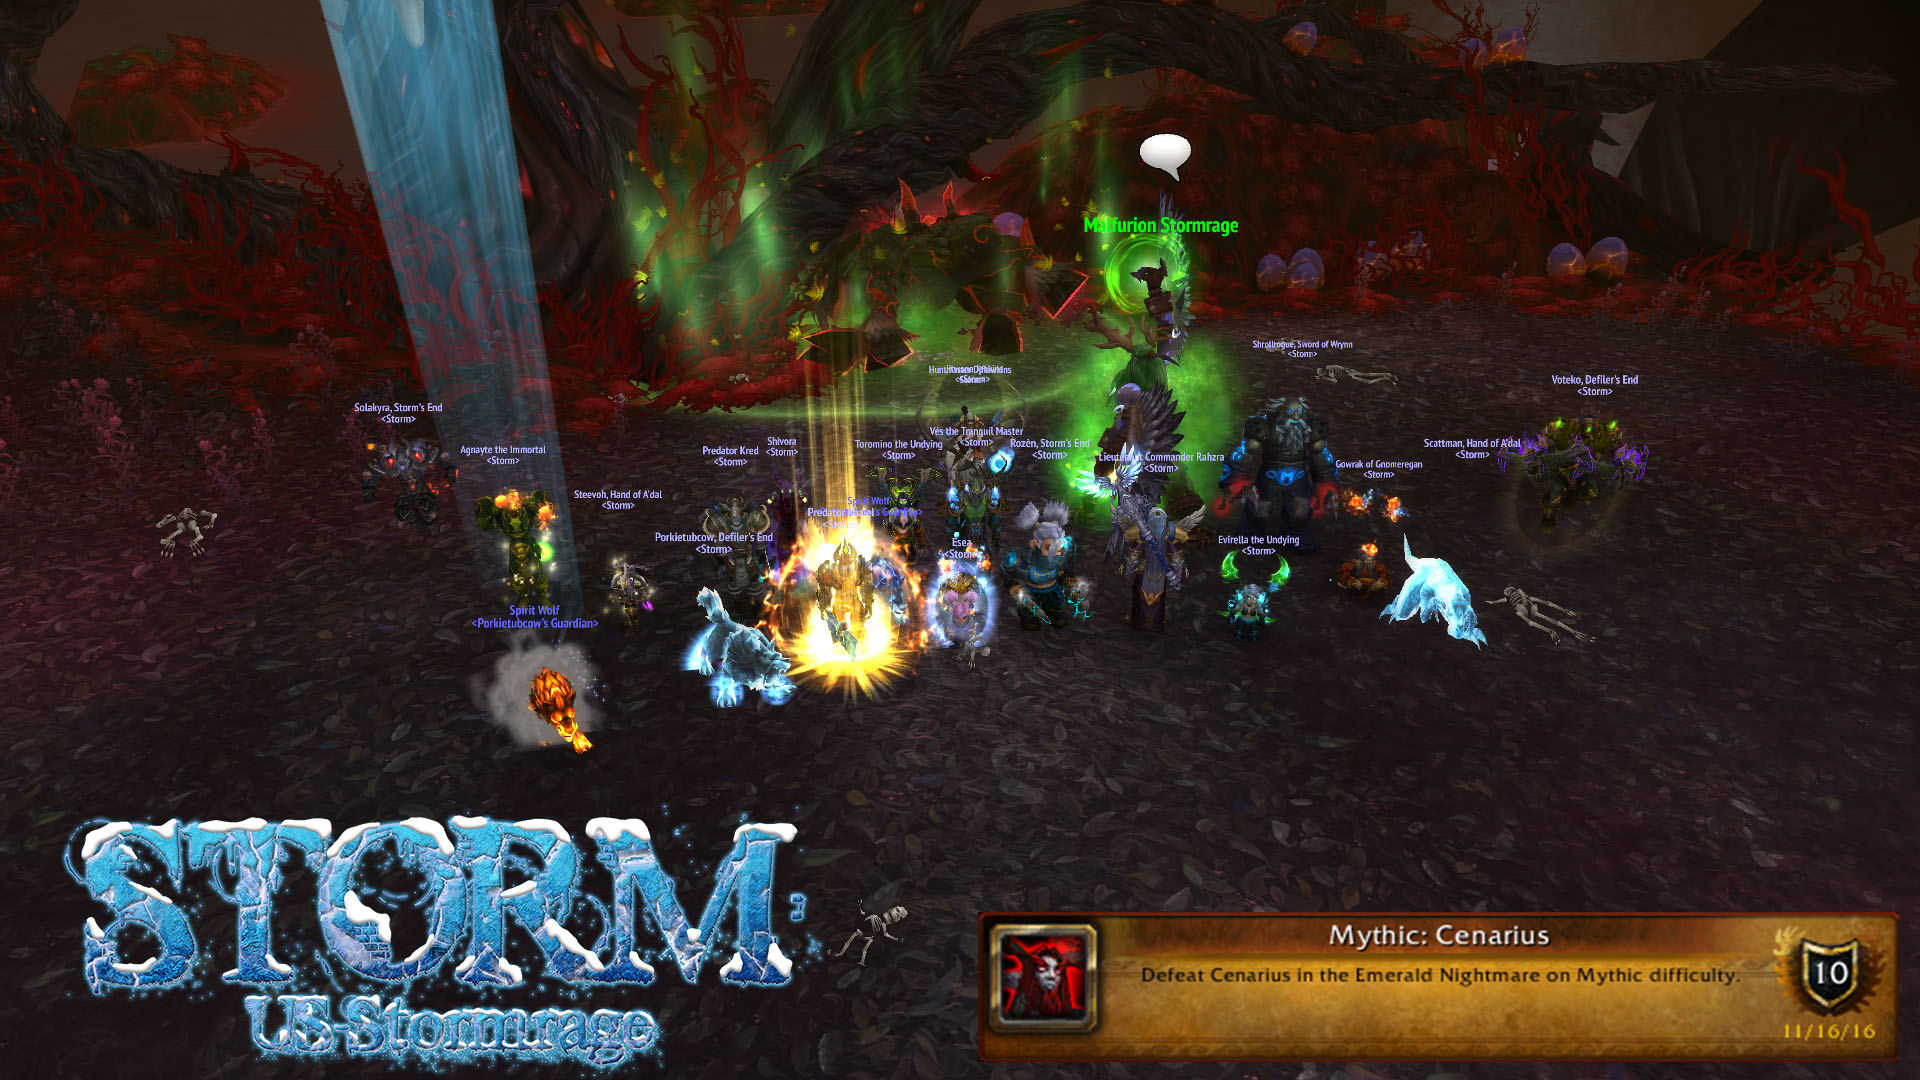 Malfurion Stormrage
Shrollrogue, Sword of Wrynn
<Storm>
Voteko, Defiler's End
<Storm>
Solakyra, Storm's End
<Storm>
Agnayte the Immortal
<Storm>
Predator Kred
<Storm>
Shivora
<Storm>
Toromino the Undying
<Storm>
Ves the Tranquil Master
<Storm>
Rozèn, Storm's End
<Storm>
Lieutenant Commander Rahzra
<Storm>
Gowrak of Gnomeregan
<Storm>
Scattman, Hand of A'dal
<Storm>
Steevoh, Hand of A'dal
<Storm>
Spirit Wolf
Porkietubcow, Defiler's End
<Storm>
Esea
<Storm>
Evirella the Undying
<Storm>
Spirit Wolf
<Porkietubcow's Guardian>
STORM
US-Stormrage
Mythic: Cenarius
Defeat Cenarius in the Emerald Nightmare on Mythic difficulty.
10
11/16/16